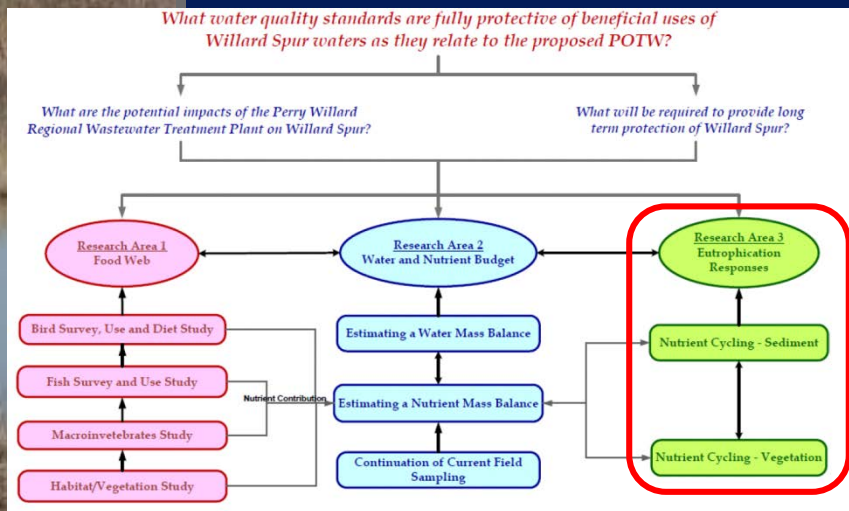 What water quality standards are fully protective of beneficial uses of
Willard Spur waters as they relate to the proposed POTW?
What are the potential impacts of the Perry Willard
Regional Wastewater Treatment Plant on Willard Spur?
What will be required to provide long
term protection of Willard Spur?
Research Area 1
Food Web
Research Area 2
Water and Nutrient Budget
Research Area 3
Eutrophication
Responses
Bird Survey, Use and Diet Study
Estimating a Water Mass Balance
Nutrient Cycling - Sediment
Fish Survey and Use Study
Nutrient Contribution
Estimating a Nutrient Mass Balance
Macroinvetebrates Study
Continuation of Current Field
Sampling
Nutrient Cycling - Vegetation
Habitat/Vegetation Study